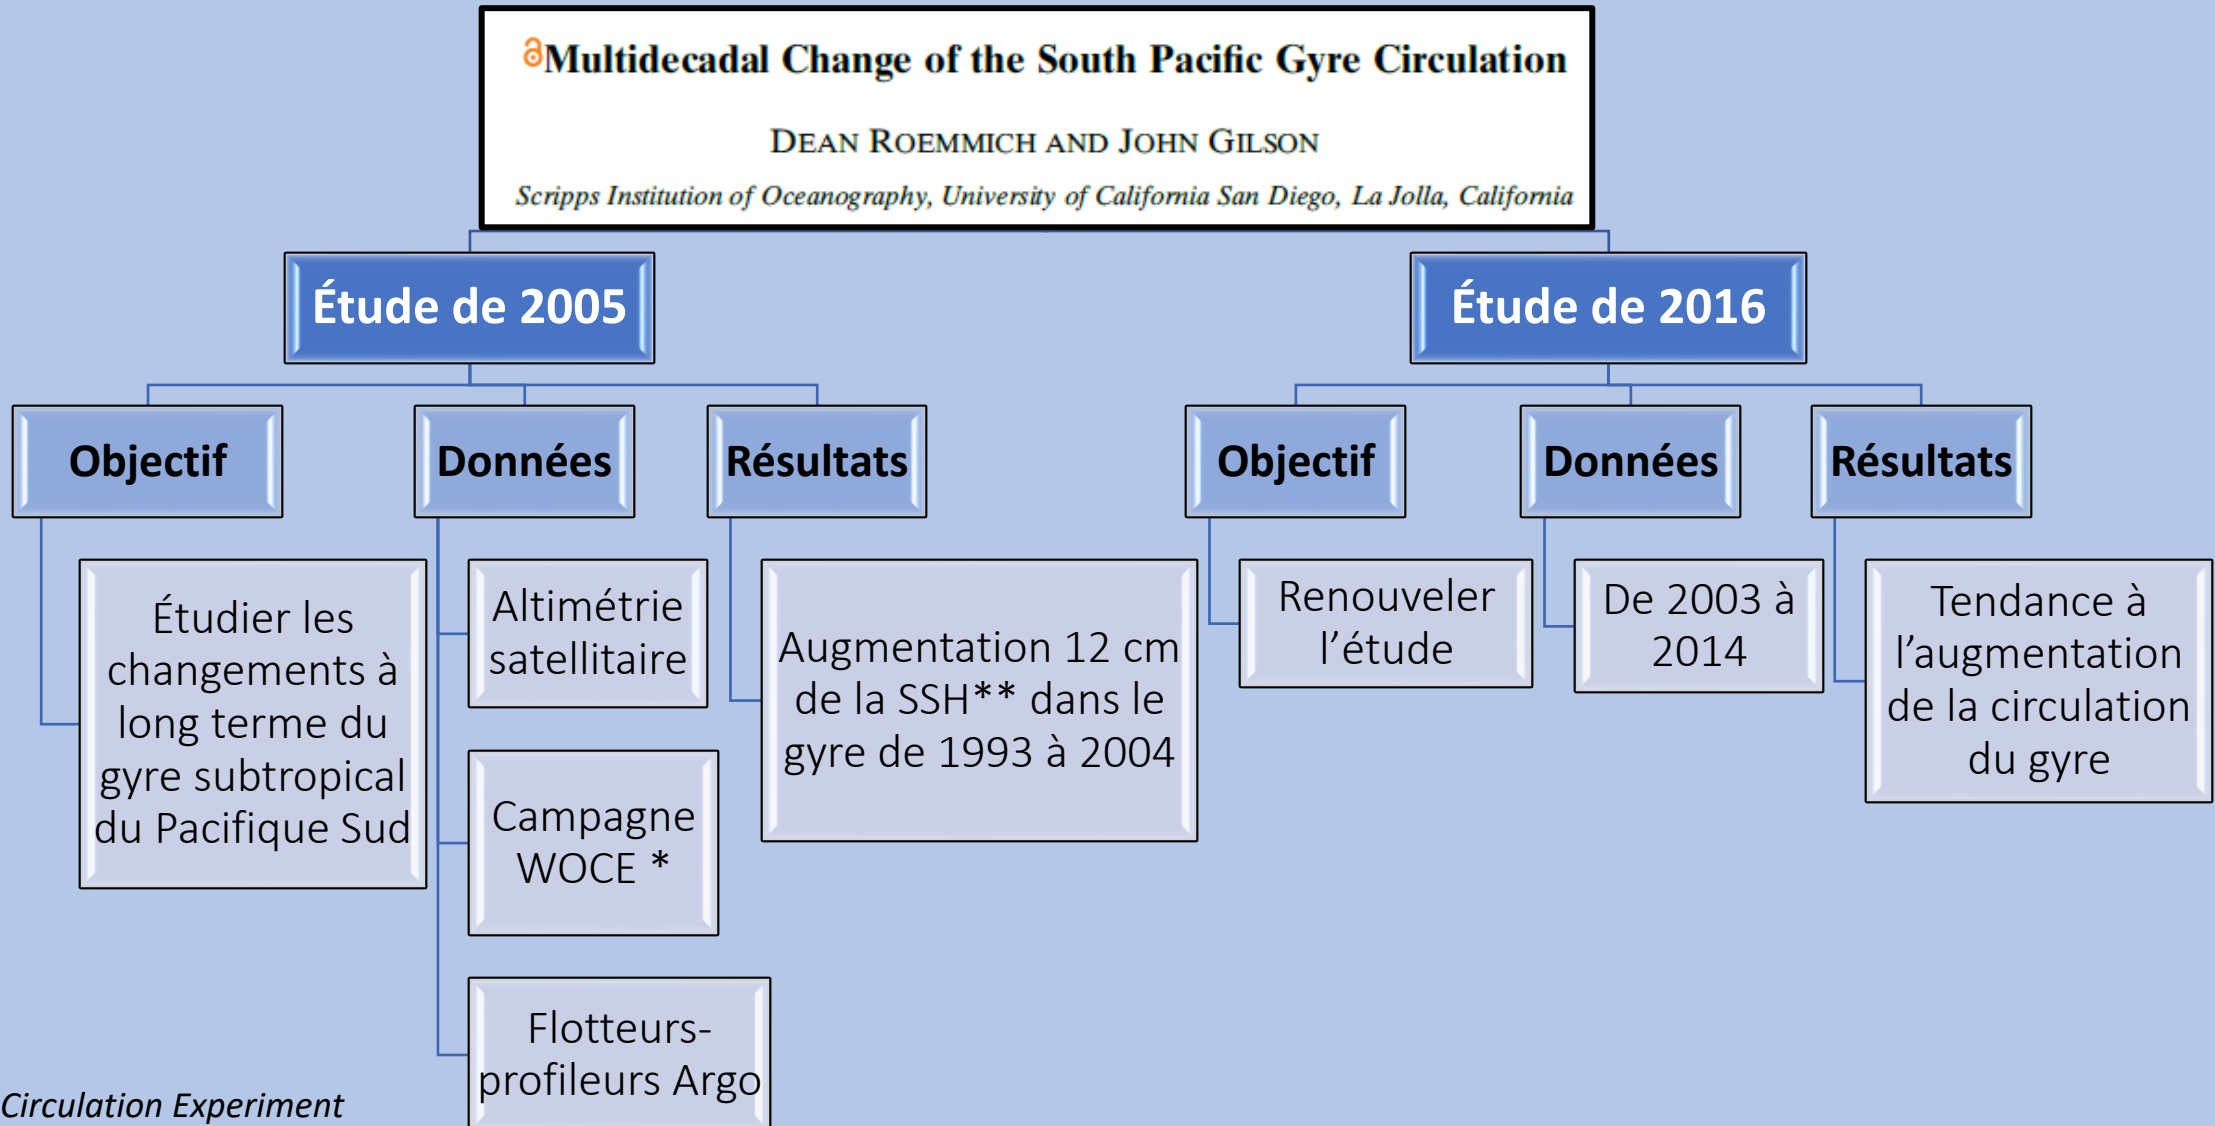 Multidecadal Change of the South Pacific Gyre Circulation
DEAN ROEMMICH AND JOHN GILSON
Scripps Institution of Oceanography, University of California San Diego, La Jolla, California
Étude de 2005
Objectif
Étudier les
changements à
long terme du
gyre subtropical
du Pacifique Sud
Données
Altimétrie
satellitaire
Campagne
WOCE *
Flotteurs-
profileurs Argo
Résultats
Augmentation 12 cm
de la SSH** dans le
gyre de 1993 à 2004
Étude de 2016
Objectif
Renouveler
l’étude
Données
De 2003 à
2014
Résultats
Tendance à
l’augmentation
de la circulation
du gyre
Circulation Experiment